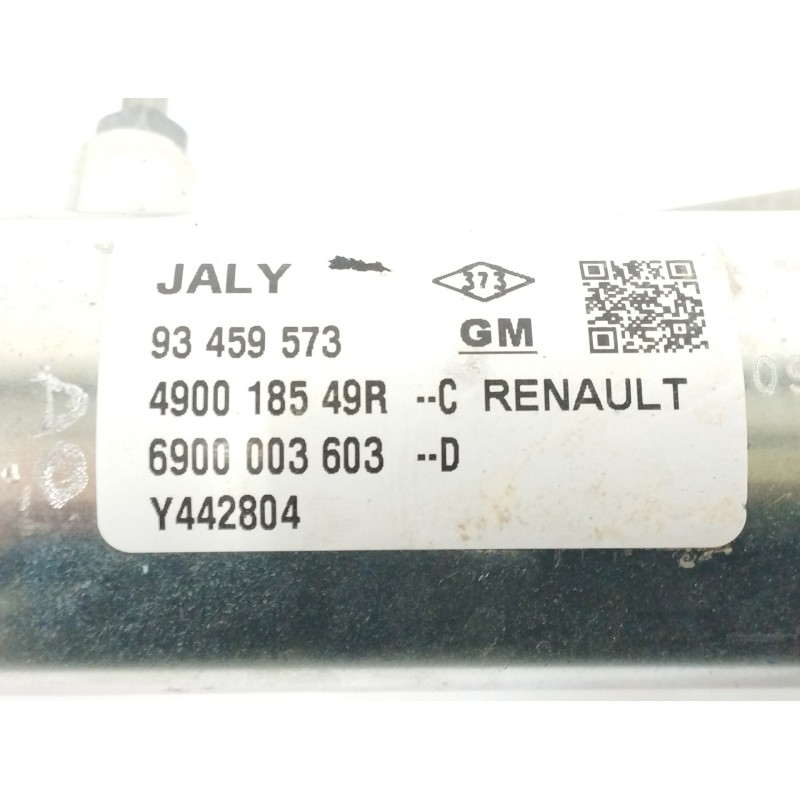 JALY
373
93 459 573
GM
4900 185 49R --C RENAULT
6900 003 603 --D
Y442804